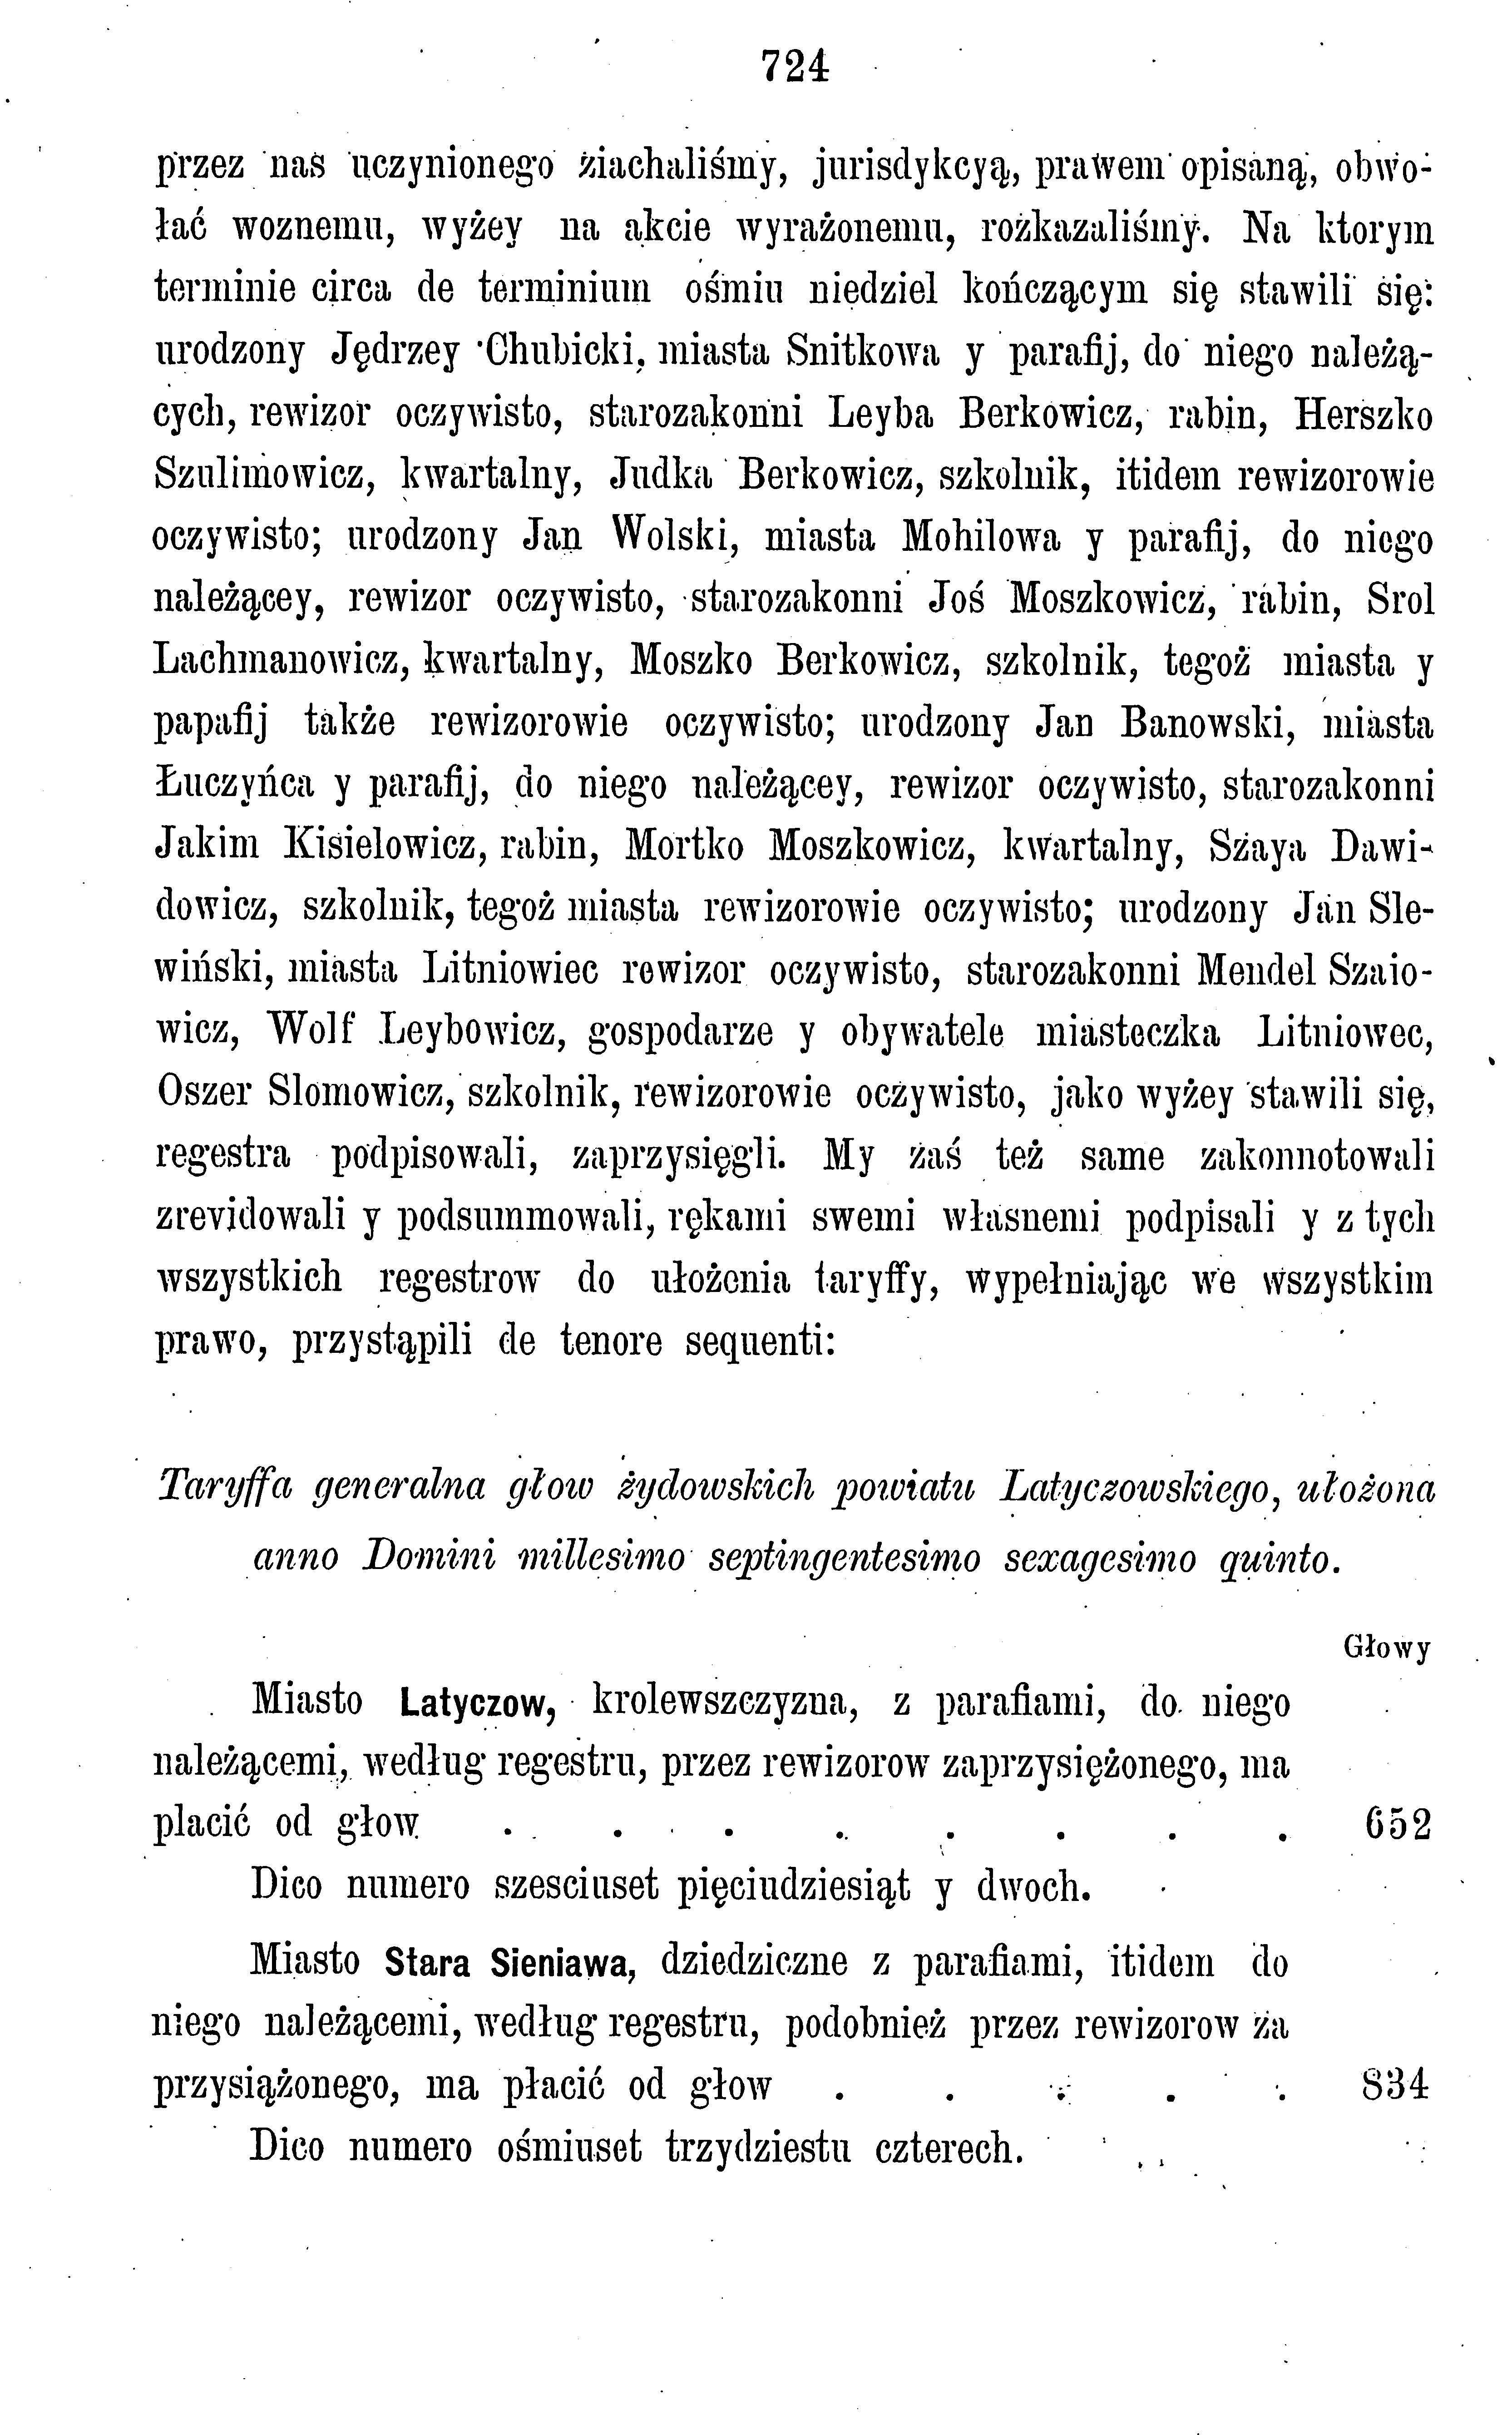 724
przez nas uczynionego ziachaliśmy, jurisdykcyą, prawem opisaną, obwo-
łać woznemu, wyżey na akcie wyrażonemu, rozkazaliśmy. Na ktorym
terminie circa de terminium ośmiu niedziel kończącym się stawili się:
urodzony Jędrzey Chubicki, miasta Snitkowa y parafij, do niego należą-
cych, rewizor oczywisto, starozakonni Leyba Berkowicz, rabin, Herszko
Szulimowicz, kwartalny, Judka Berkowicz, szkolnik, itidem rewizorowie
oczywisto; urodzony Jan Wolski, miasta Mohilowa y parafij, do niego
należącey, rewizor oczywisto, starozakonni Joś Moszkowicz, rabin, Srol
Lachmanowicz, kwartalny, Moszko Berkowicz, szkolnik, tegoż miasta y
papafij także rewizorowie oczywisto; urodzony Jan Banowski, miasta
Łuczyńca y parafij, do niego należącey, rewizor oczywisto, starozakonni
Jakim Kisielowicz, rabin, Mortko Moszkowicz, kwartalny, Szaya Dawi-
dowicz, szkolnik, tegoż miasta rewizorowie oczywisto; urodzony Jan Sle-
wiński, miasta Litniowiec rewizor oczywisto, starozakonni Mendel Szaio-
wicz, Wolf Leybowicz, gospodarze y obywatele miasteczka Litniowec,
Oszer Slomowicz, szkolnik, rewizorowie oczywisto, jako wyżey stawili się,
regestra podpisowali, zaprzysięgli. My zaś też same zakonnotowali
zrevidowali y podsummowali, rękami swemi własnemi podpisali y z tych
wszystkich regestrow do ułożenia taryffy, wypełniając we wszystkim
prawo, przystąpili de tenore sequenti:
Taryffa generalna głow żydowskich powiatu Latyczowskiego, ułożona
anno Domini millesimo septingentesimo sexagesimo quinto.
Głowy
Miasto Latyczow, krolewszczyzna, z parafiami, do niego
należącemi, według regestru, przez rewizorow zaprzysiężonego, ma
placić od głow . . . . . . . . 652
Dico numero szesciuset pięciudziesiąt y dwoch.
Miasto Stara Sieniawa, dziedziczne z parafiami, itidem do
niego należącemi, według regestru, podobnież przez rewizorow za
przysiążonego, ma płacić od głow . . . . . 834
Dico numero ośmiuset trzydziestu czterech.